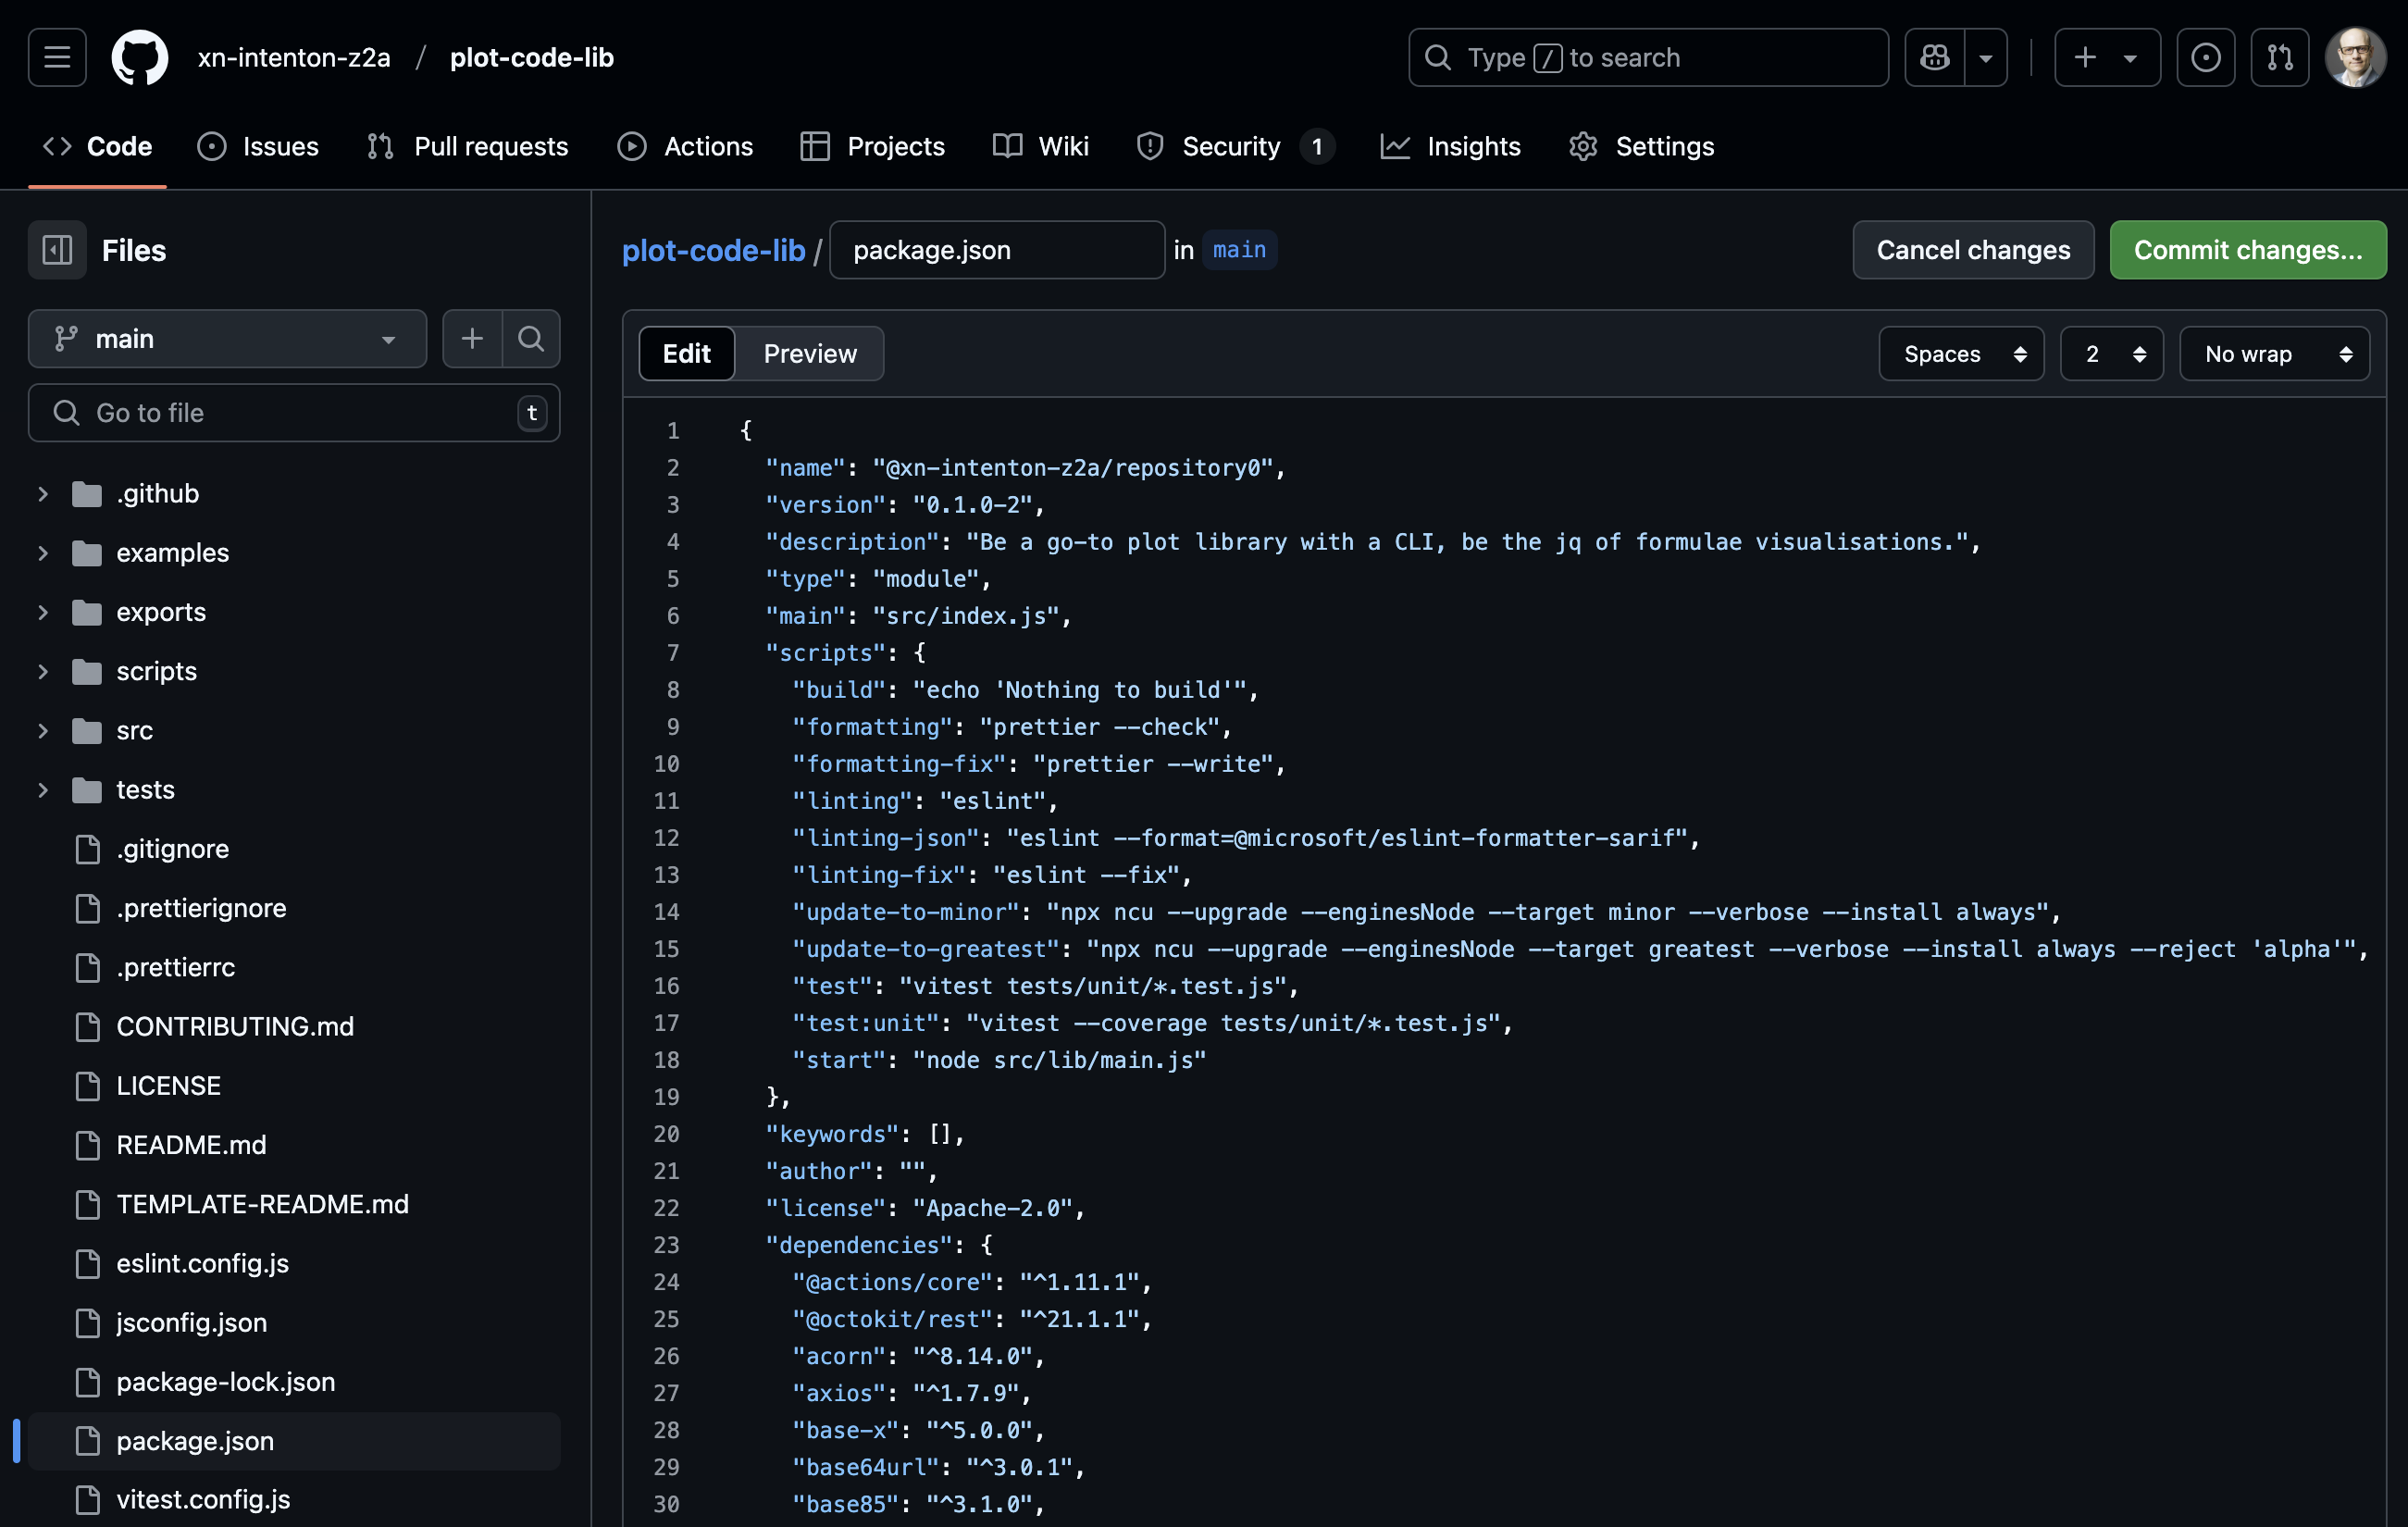 xn-intenton-z2a / plot-code-lib
Type / to search
Code
Issues
Pull requests
Actions
Projects
Wiki
Security 1
Insights
Settings
Files
main
Go to file t
.github
examples
exports
scripts
src
tests
.gitignore
.prettierignore
.prettierrc
CONTRIBUTING.md
LICENSE
README.md
TEMPLATE-README.md
eslint.config.js
jsconfig.json
package-lock.json
package.json
vitest.config.js
plot-code-lib / package.json in main
Cancel changes
Commit changes...
Edit
Preview
Spaces
2
No wrap
1 {
2 "name": "@xn-intenton-z2a/repository0",
3 "version": "0.1.0-2",
4 "description": "Be a go-to plot library with a CLI, be the jq of formulae visualisations.",
5 "type": "module",
6 "main": "src/index.js",
7 "scripts": {
8 "build": "echo 'Nothing to build'",
9 "formatting": "prettier --check",
10 "formatting-fix": "prettier --write",
11 "linting": "eslint",
12 "linting-json": "eslint --format=@microsoft/eslint-formatter-sarif",
13 "linting-fix": "eslint --fix",
14 "update-to-minor": "npx ncu --upgrade --enginesNode --target minor --verbose --install always",
15 "update-to-greatest": "npx ncu --upgrade --enginesNode --target greatest --verbose --install always --reject 'alpha'",
16 "test": "vitest tests/unit/*.test.js",
17 "test:unit": "vitest --coverage tests/unit/*.test.js",
18 "start": "node src/lib/main.js"
19 },
20 "keywords": [],
21 "author": "",
22 "license": "Apache-2.0",
23 "dependencies": {
24 "@actions/core": "^1.11.1",
25 "@octokit/rest": "^21.1.1",
26 "acorn": "^8.14.0",
27 "axios": "^1.7.9",
28 "base-x": "^5.0.0",
29 "base64url": "^3.0.1",
30 "base85": "^3.1.0",